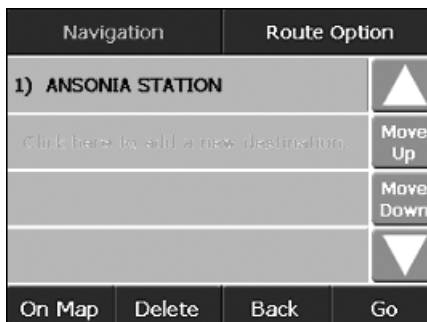 Navigation Route Option
1) ANSONIA STATION
Click here to add a new destination.
Move
Up
Move
Down
On Map Delete Back Go